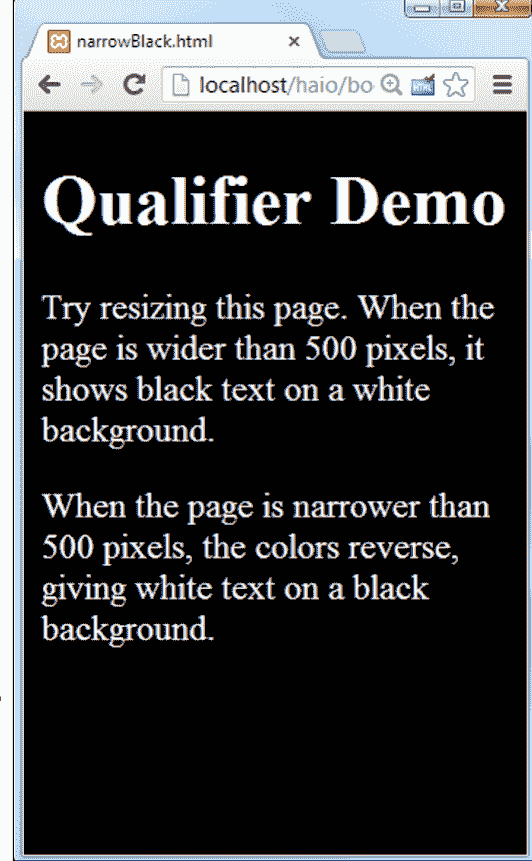 narrowBlack.html
localhost/haio/bo
Qualifier Demo
Try resizing this page. When the
page is wider than 500 pixels, it
shows black text on a white
background.
When the page is narrower than
500 pixels, the colors reverse,
giving white text on a black
background.